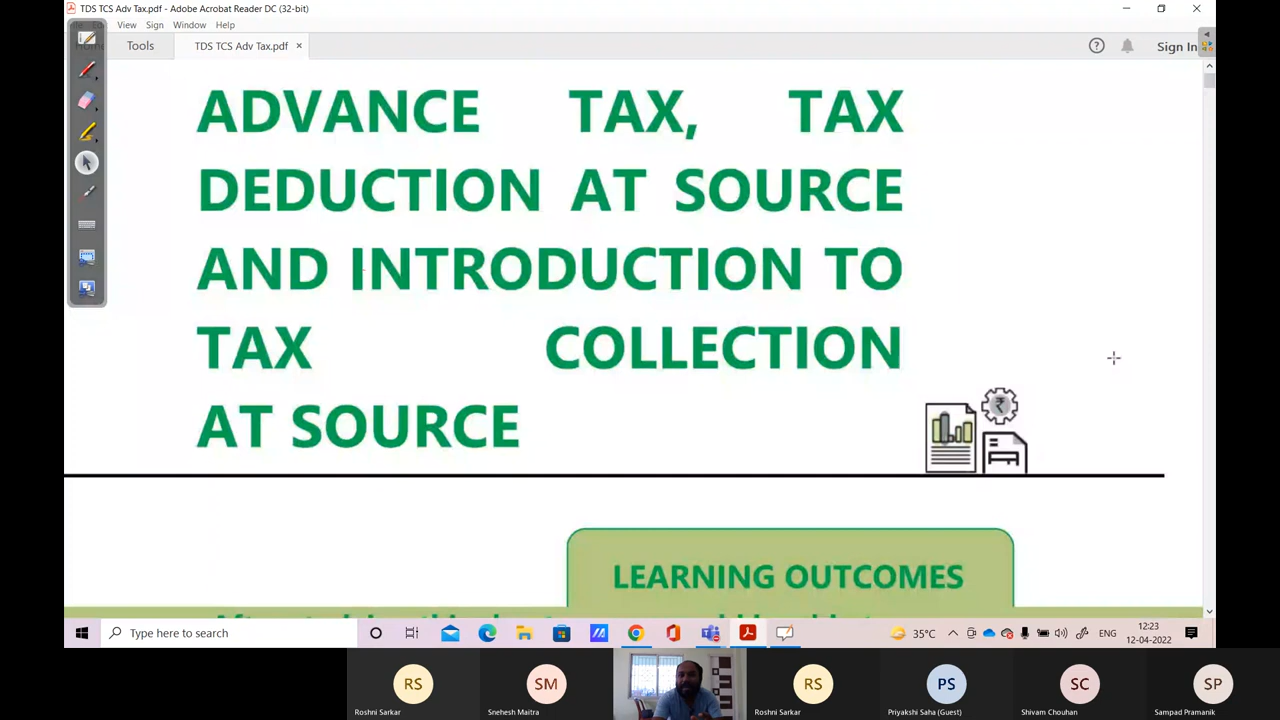 TDS TCS Adv Tax.pdf - Adobe Acrobat Reader DC (32-bit)
View Sign Window Help
Tools TDS TCS Adv Tax.pdf × Sign In
ADVANCE TAX, TAX
DEDUCTION AT SOURCE
AND INTRODUCTION TO
TAX COLLECTION
AT SOURCE
LEARNING OUTCOMES
Type here to search
35°C ENG 12:23
12-04-2022
RS SM RS PS SC SP
Roshni Sarkar Snehesh Maitra Roshni Sarkar Priyakshi Saha (Guest) Shivam Chouhan Sampad Pramanik